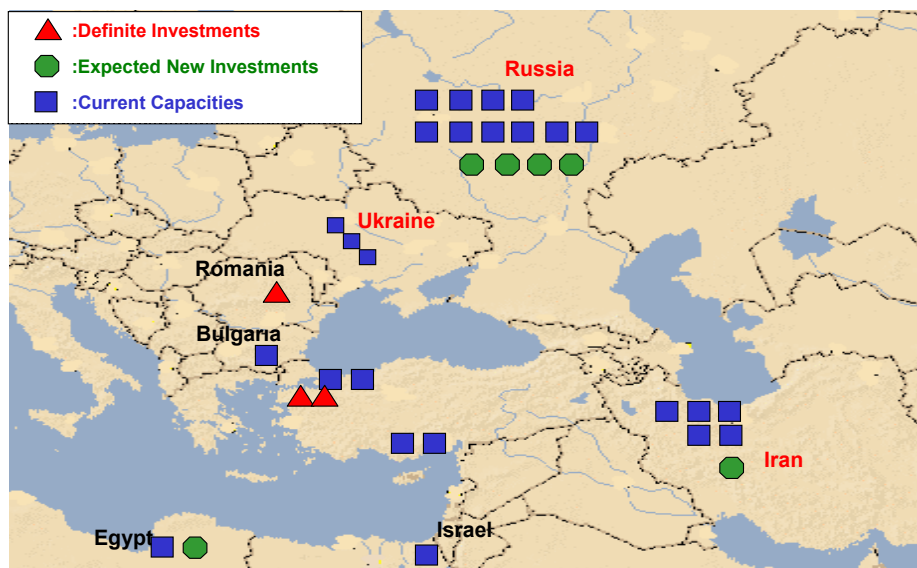 :Definite Investments
:Expected New Investments
:Current Capacities
Russia
Ukraine
Romania
Bulgaria
Iran
Egypt
Israel